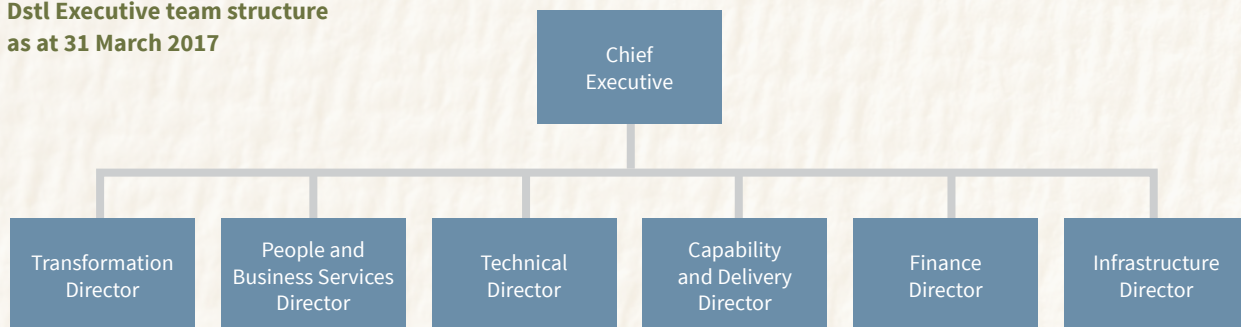 Dstl Executive team structure
as at 31 March 2017
Chief
Executive
Transformation
Director
People and
Business Services
Director
Technical
Director
Capability
and Delivery
Director
Finance
Director
Infrastructure
Director